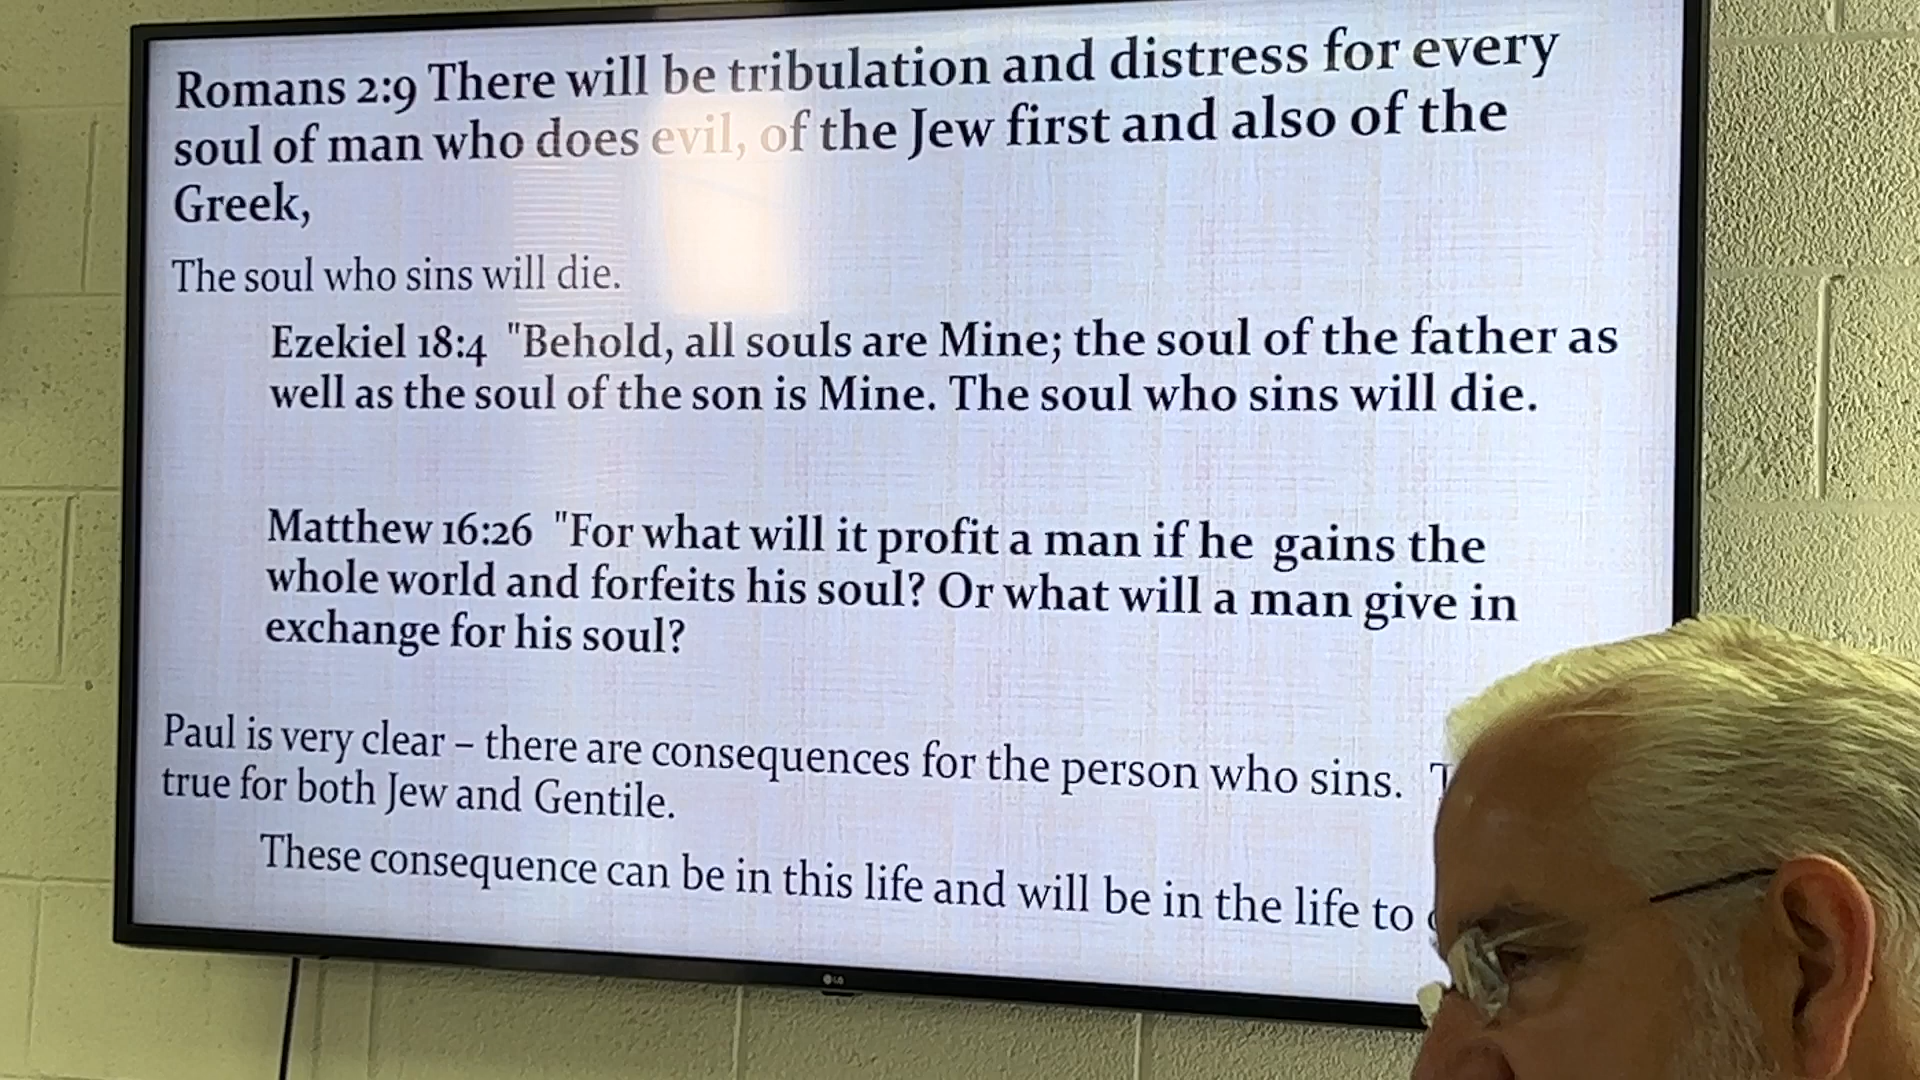 Romans 2:9 There will be tribulation and distress for every
soul of man who does evil, of the Jew first and also of the
Greek,
The soul who sins will die.
Ezekiel 18:4 "Behold, all souls are Mine; the soul of the father as
well as the soul of the son is Mine. The soul who sins will die.
Matthew 16:26 "For what will it profit a man if he gains the
whole world and forfeits his soul? Or what will a man give in
exchange for his soul?
Paul is very clear – there are consequences for the person who sins.
true for both Jew and Gentile.
These consequence can be in this life and will be in the life to
LG